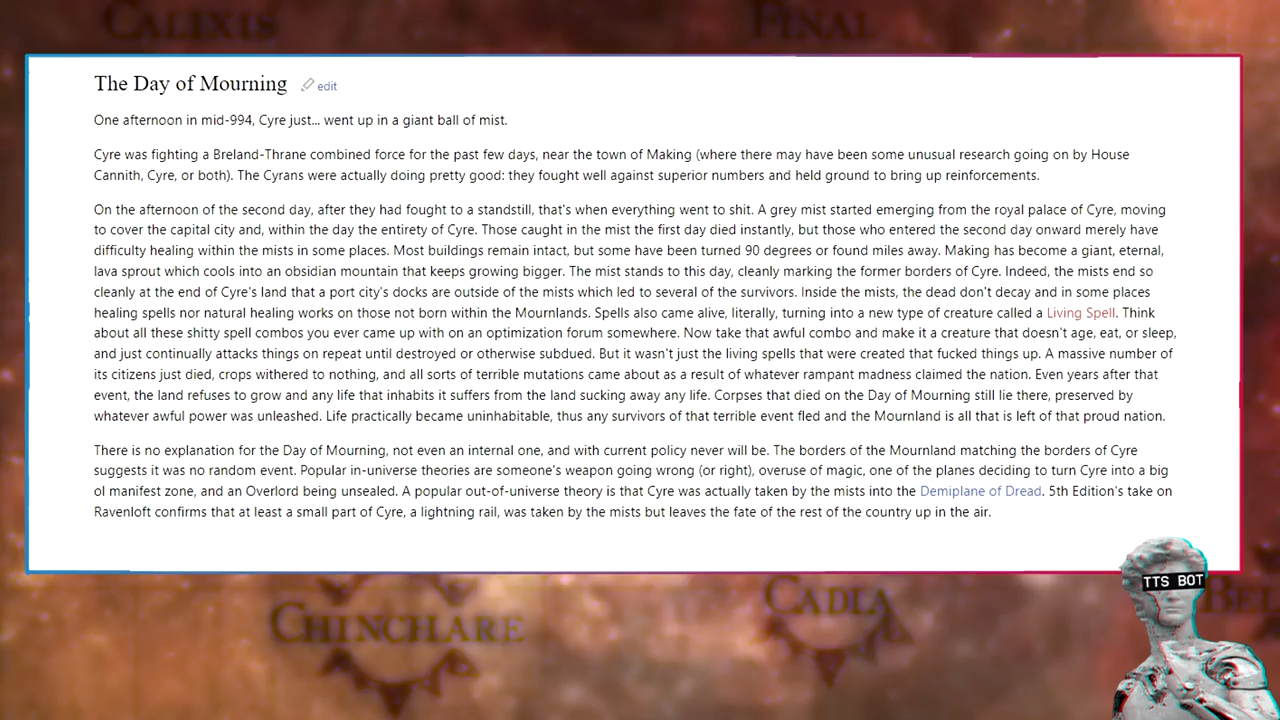 CALIXIS
FINAL
The Day of Mourning edit
One afternoon in mid-994, Cyre just... went up in a giant ball of mist.
Cyre was fighting a Breland-Thrane combined force for the past few days, near the town of Making (where there may have been some unusual research going on by House
Cannith, Cyre, or both). The Cyrans were actually doing pretty good: they fought well against superior numbers and held ground to bring up reinforcements.
On the afternoon of the second day, after they had fought to a standstill, that's when everything went to shit. A grey mist started emerging from the royal palace of Cyre, moving
to cover the capital city and, within the day the entirety of Cyre. Those caught in the mist the first day died instantly, but those who entered the second day onward merely have
difficulty healing within the mists in some places. Most buildings remain intact, but some have been turned 90 degrees or found miles away. Making has become a giant, eternal,
lava sprout which cools into an obsidian mountain that keeps growing bigger. The mist stands to this day, cleanly marking the former borders of Cyre. Indeed, the mists end so
cleanly at the end of Cyre's land that a port city's docks are outside of the mists which led to several of the survivors. Inside the mists, the dead don't decay and in some places
healing spells nor natural healing works on those not born within the Mournlands. Spells also came alive, literally, turning into a new type of creature called a Living Spell. Think
about all these shitty spell combos you ever came up with on an optimization forum somewhere. Now take that awful combo and make it a creature that doesn't age, eat, or sleep,
and just continually attacks things on repeat until destroyed or otherwise subdued. But it wasn't just the living spells that were created that fucked things up. A massive number of
its citizens just died, crops withered to nothing, and all sorts of terrible mutations came about as a result of whatever rampant madness claimed the nation. Even years after that
event, the land refuses to grow and any life that inhabits it suffers from the land sucking away any life. Corpses that died on the Day of Mourning still lie there, preserved by
whatever awful power was unleashed. Life practically became uninhabitable, thus any survivors of that terrible event fled and the Mournland is all that is left of that proud nation.
There is no explanation for the Day of Mourning, not even an internal one, and with current policy never will be. The borders of the Mournland matching the borders of Cyre
suggests it was no random event. Popular in-universe theories are someone's weapon going wrong (or right), overuse of magic, one of the planes deciding to turn Cyre into a big
ol manifest zone, and an Overlord being unsealed. A popular out-of-universe theory is that Cyre was actually taken by the mists into the Demiplane of Dread. 5th Edition's take on
Ravenloft confirms that at least a small part of Cyre, a lightning rail, was taken by the mists but leaves the fate of the rest of the country up in the air.
TTS BOT
CHINCHARE
CADIA